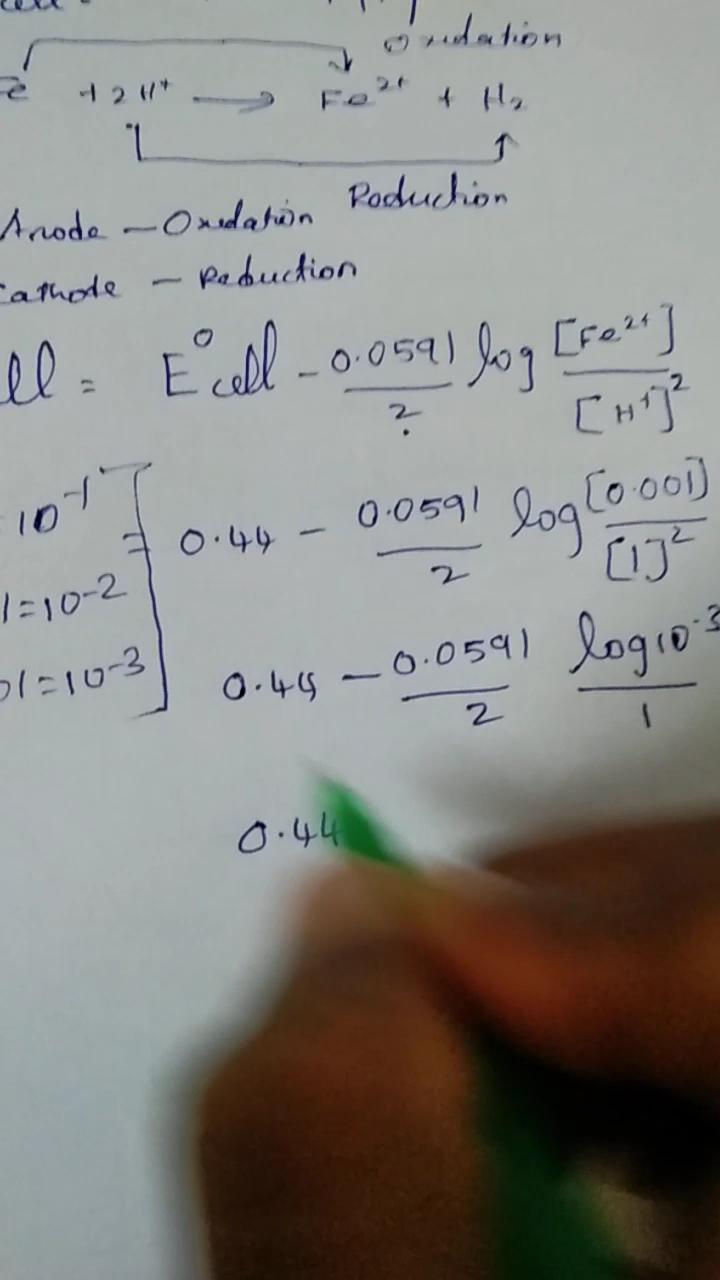 Oxidation
+ 2H⁺ ⟶ Fe²⁺ + H₂
Reduction
Anode – Oxidation
Cathode – Reduction
ell = E°cell - 0.0591/2 log [Fe²⁺]/[H⁺]²
10⁻¹
1=10⁻²
01=10⁻³
= 0.44 - 0.0591/2 log [0.001]/[1]²
0.44 - 0.0591/2 log10⁻³/1
0.44